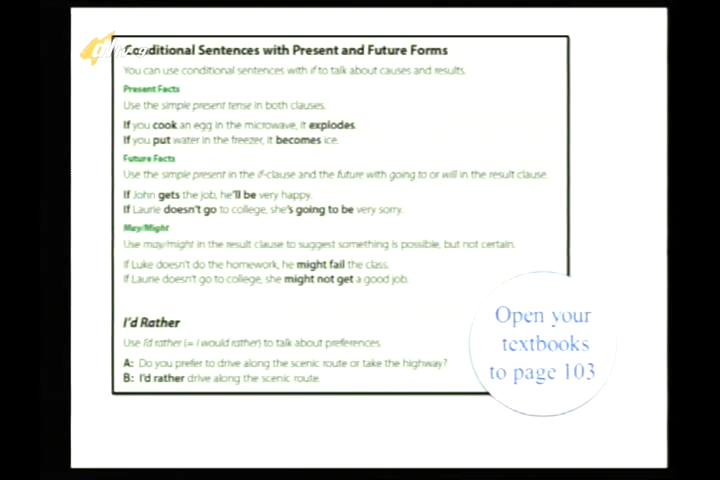 Conditional Sentences with Present and Future Forms
You can use conditional sentences with if to talk about causes and results.
Present Facts
Use the simple present tense in both clauses.
If you cook an egg in the microwave, it explodes.
If you put water in the freezer, it becomes ice.
Future Facts
Use the simple present in the if-clause and the future with going to or will in the result clause.
If John gets the job, he'll be very happy.
If Laurie doesn't go to college, she's going to be very sorry.
May/Might
Use may/might in the result clause to suggest something is possible, but not certain.
If Luke doesn't do the homework, he might fail the class.
If Laurie doesn't go to college, she might not get a good job.
I'd Rather
Use I'd rather (= I would rather) to talk about preferences.
A: Do you prefer to drive along the scenic route or take the highway?
B: I'd rather drive along the scenic route.
Open your
textbooks
to page 103